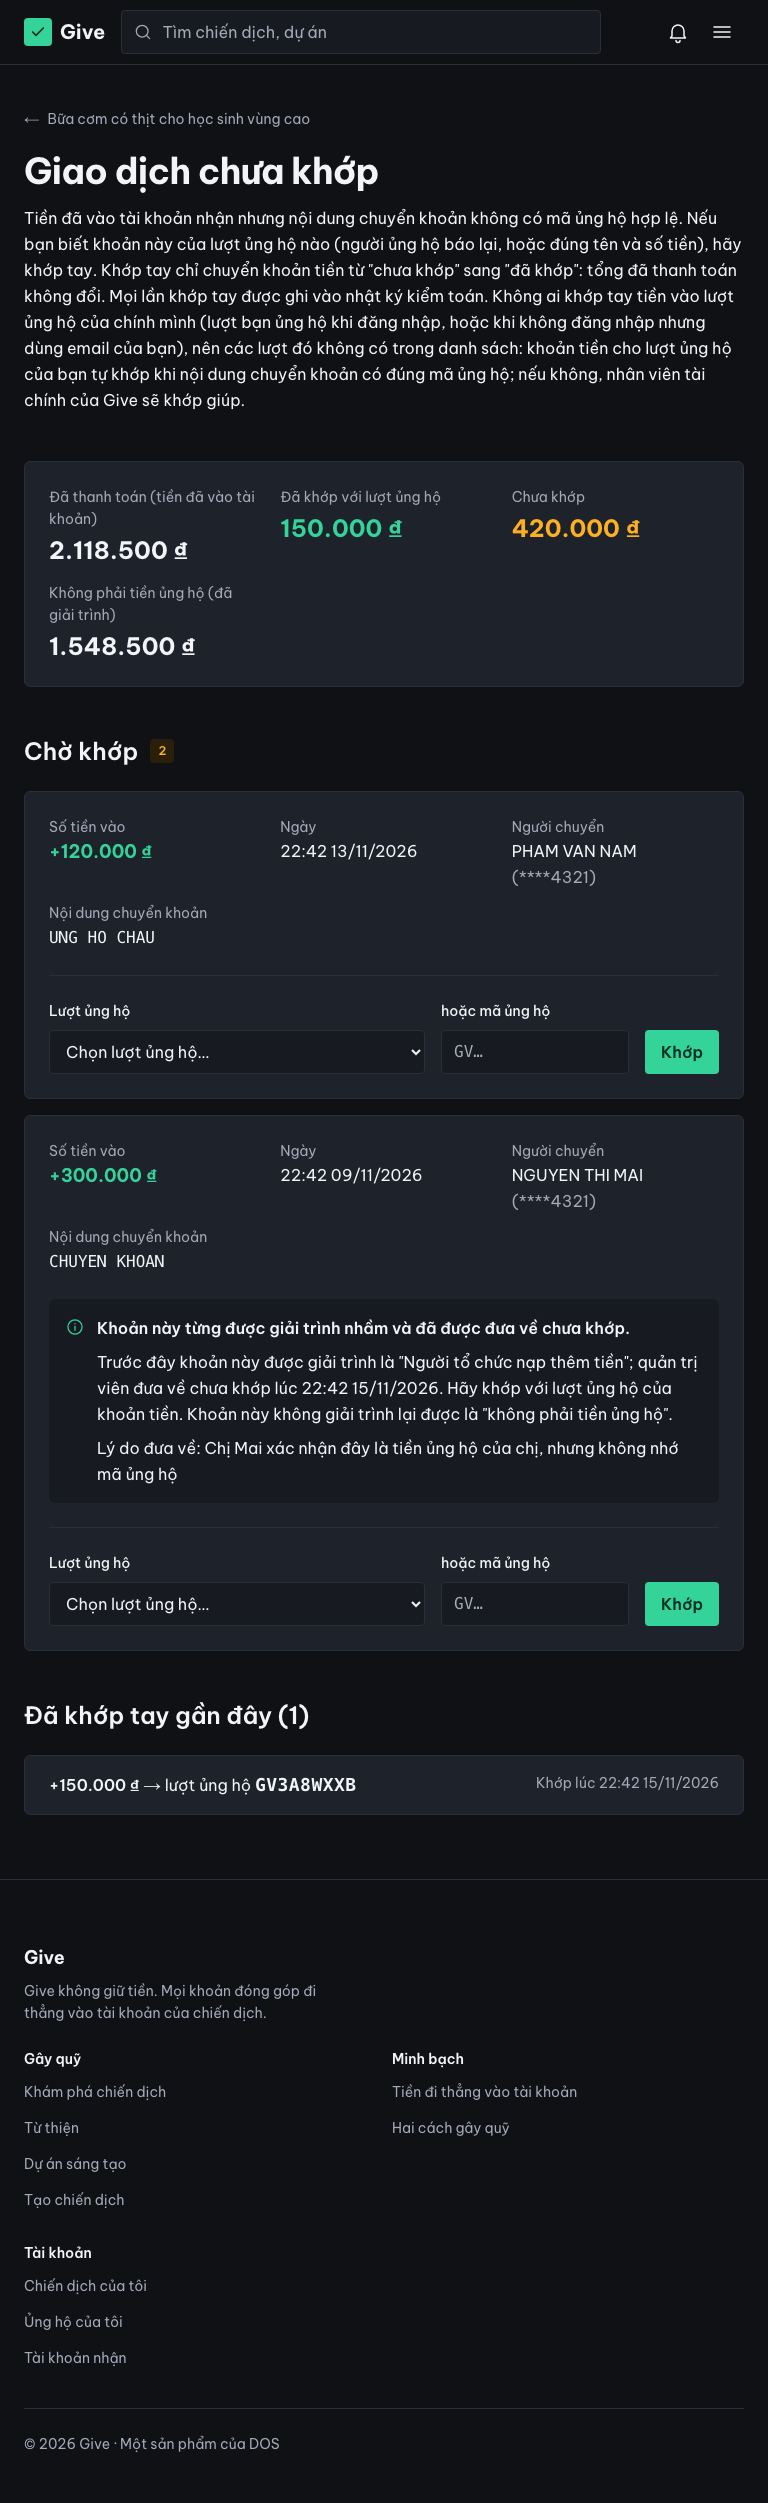 Give
Tìm chiến dịch, dự án
← Bữa cơm có thịt cho học sinh vùng cao
Giao dịch chưa khớp
Tiền đã vào tài khoản nhận nhưng nội dung chuyển khoản không có mã ủng hộ hợp lệ. Nếu
bạn biết khoản này của lượt ủng hộ nào (người ủng hộ báo lại, hoặc đúng tên và số tiền), hãy
khớp tay. Khớp tay chỉ chuyển khoản tiền từ "chưa khớp" sang "đã khớp": tổng đã thanh toán
không đổi. Mọi lần khớp tay được ghi vào nhật ký kiểm toán. Không ai khớp tay tiền vào lượt
ủng hộ của chính mình (lượt bạn ủng hộ khi đăng nhập, hoặc khi không đăng nhập nhưng
dùng email của bạn), nên các lượt đó không có trong danh sách: khoản tiền cho lượt ủng hộ
của bạn tự khớp khi nội dung chuyển khoản có đúng mã ủng hộ; nếu không, nhân viên tài
chính của Give sẽ khớp giúp.
Đã thanh toán (tiền đã vào tài
khoản)
2.118.500 ₫
Đã khớp với lượt ủng hộ
150.000 ₫
Chưa khớp
420.000 ₫
Không phải tiền ủng hộ (đã
giải trình)
1.548.500 ₫
Chờ khớp 2
Số tiền vào
+120.000 ₫
Ngày
22:42 13/11/2026
Người chuyển
PHAM VAN NAM
(****4321)
Nội dung chuyển khoản
UNG HO CHAU
Lượt ủng hộ
Chọn lượt ủng hộ...
hoặc mã ủng hộ
GV…
Khớp
Số tiền vào
+300.000 ₫
Ngày
22:42 09/11/2026
Người chuyển
NGUYEN THI MAI
(****4321)
Nội dung chuyển khoản
CHUYEN KHOAN
Khoản này từng được giải trình nhầm và đã được đưa về chưa khớp.
Trước đây khoản này được giải trình là "Người tổ chức nạp thêm tiền"; quản trị
viên đưa về chưa khớp lúc 22:42 15/11/2026. Hãy khớp với lượt ủng hộ của
khoản tiền. Khoản này không giải trình lại được là "không phải tiền ủng hộ".
Lý do đưa về: Chị Mai xác nhận đây là tiền ủng hộ của chị, nhưng không nhớ
mã ủng hộ
Lượt ủng hộ
Chọn lượt ủng hộ...
hoặc mã ủng hộ
GV…
Khớp
Đã khớp tay gần đây (1)
+150.000 ₫ → lượt ủng hộ GV3A8WXXB
Khớp lúc 22:42 15/11/2026
Give
Give không giữ tiền. Mọi khoản đóng góp đi
thẳng vào tài khoản của chiến dịch.
Gây quỹ
Khám phá chiến dịch
Từ thiện
Dự án sáng tạo
Tạo chiến dịch
Minh bạch
Tiền đi thẳng vào tài khoản
Hai cách gây quỹ
Tài khoản
Chiến dịch của tôi
Ủng hộ của tôi
Tài khoản nhận
© 2026 Give · Một sản phẩm của DOS